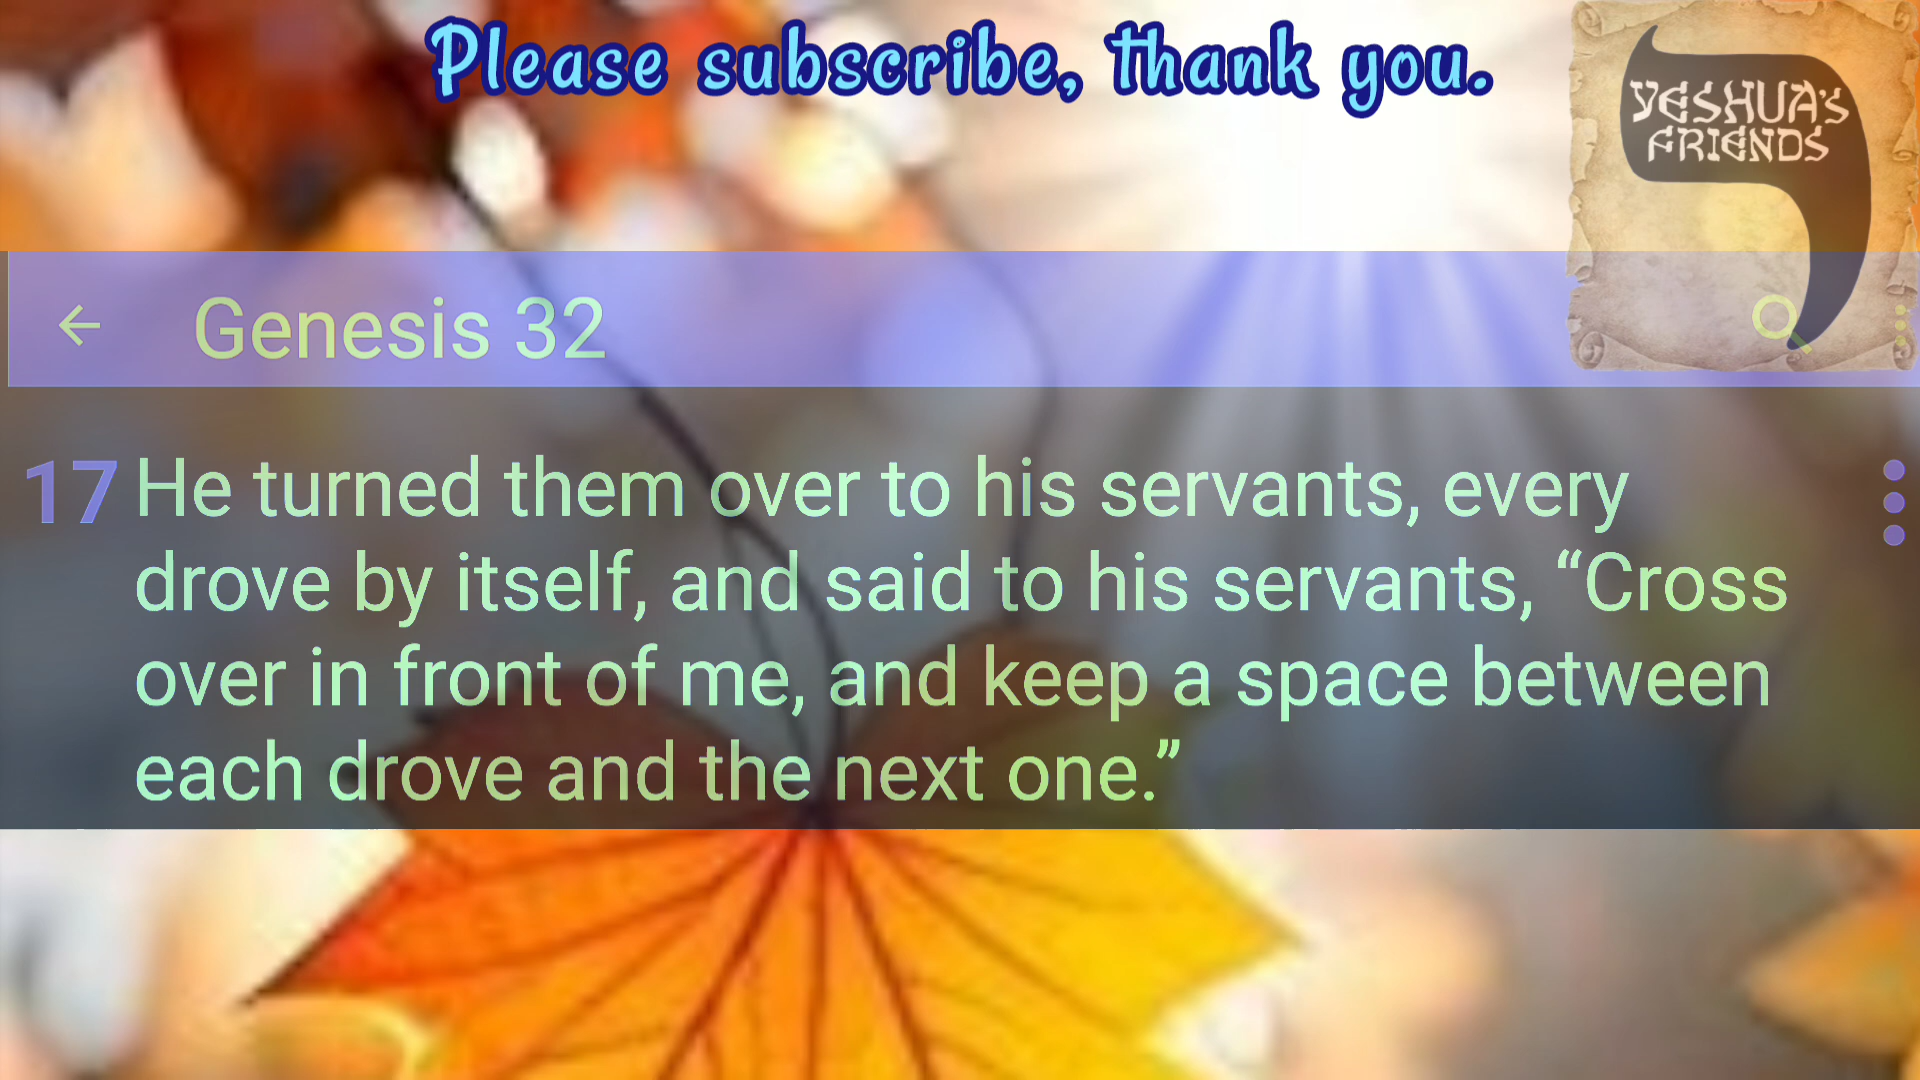 Please subscribe, thank you.
YESHUA'S
FRIENDS
Genesis 32
17 He turned them over to his servants, every
drove by itself, and said to his servants, “Cross
over in front of me, and keep a space between
each drove and the next one.”